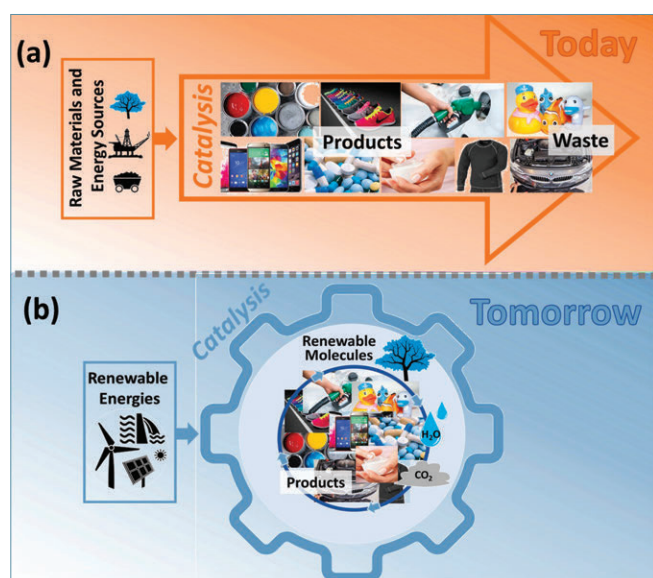 (a)
Today
Raw Materials and
Energy Sources
Catalysis
Products
Waste
(b)
Tomorrow
Catalysis
Renewable
Molecules
Renewable
Energies
H₂O
CO₂
Products